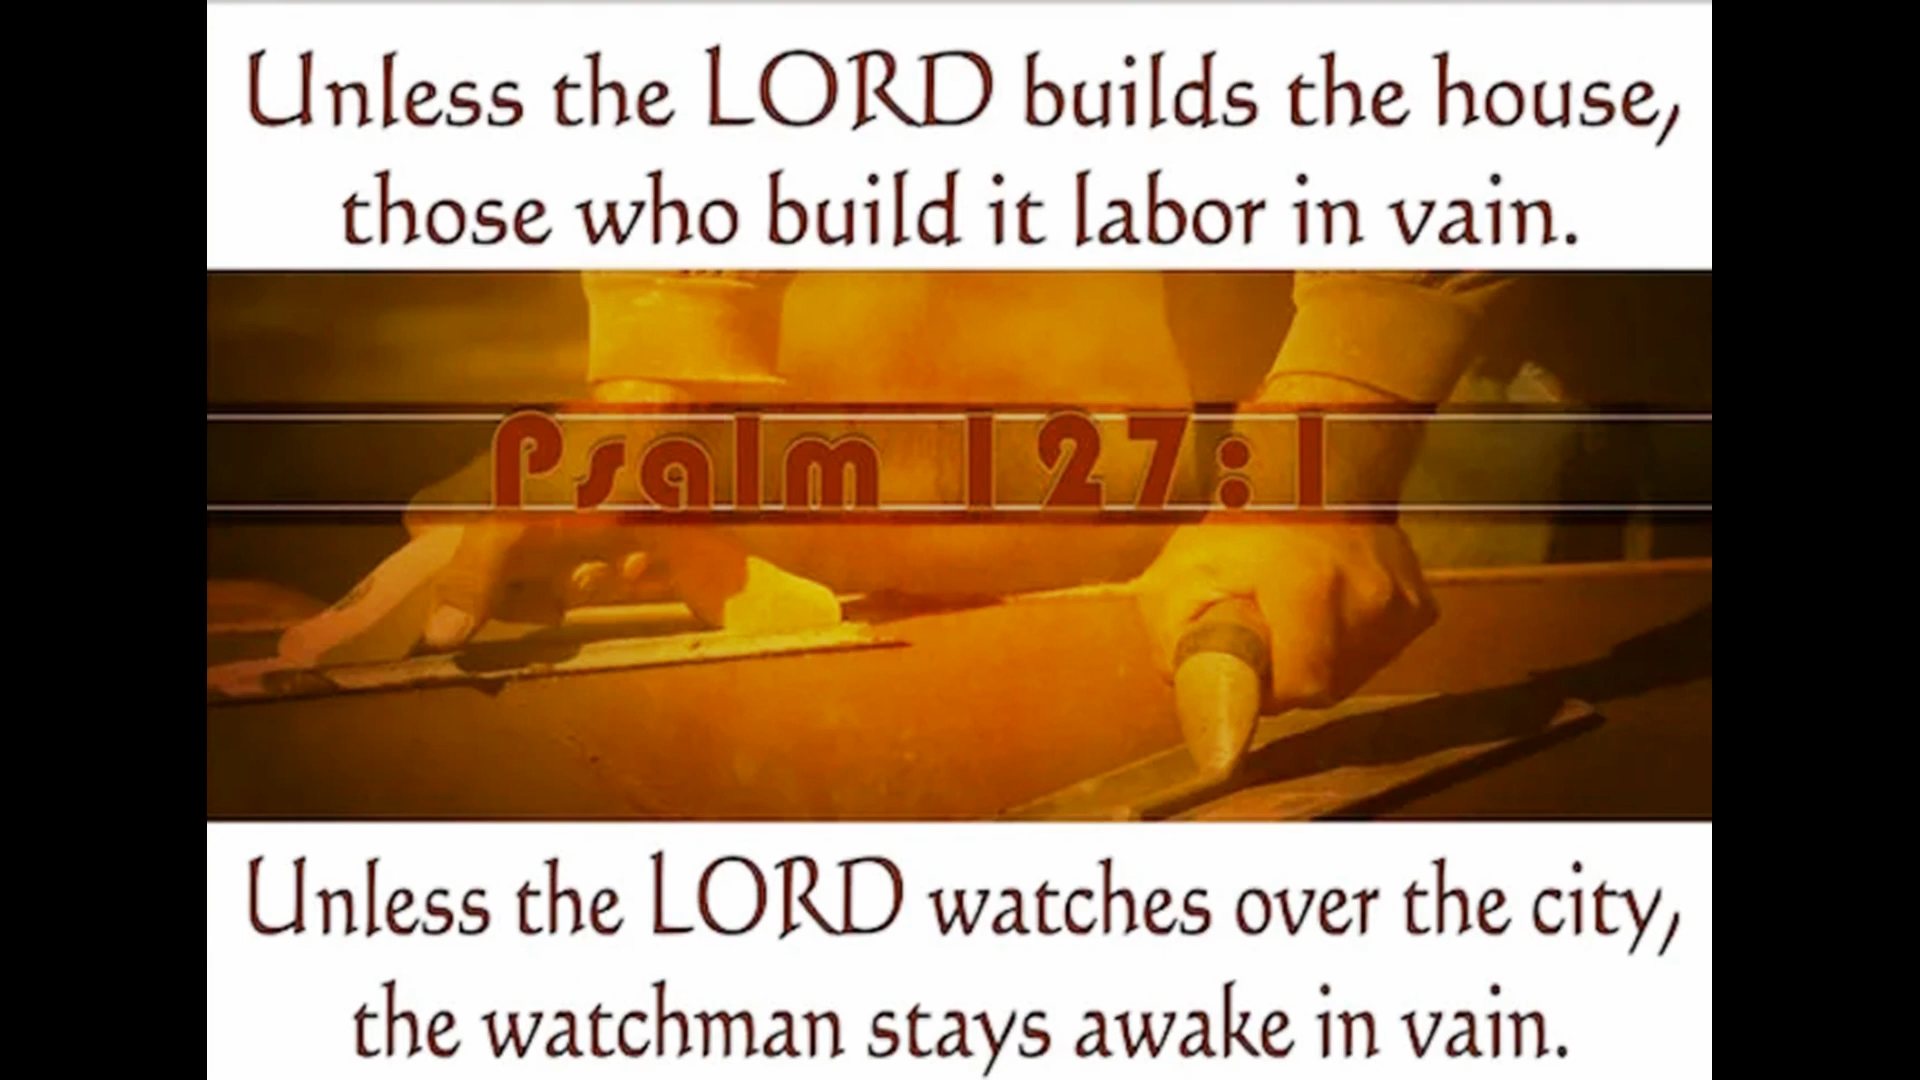 Unless the LORD builds the house,
those who build it labor in vain.
Psalm 127:1
Unless the LORD watches over the city,
the watchman stays awake in vain.